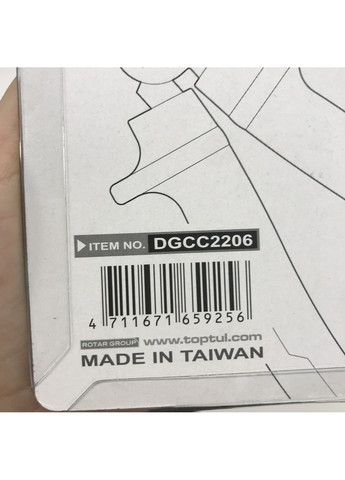 ITEM NO. DGCC2206
4 711671 659256
ROTAR GROUP www.toptul.com
MADE IN TAIWAN